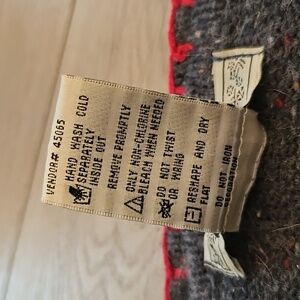 VENDOR# 45065
HAND WASH COLD
SEPARATELY
INSIDE OUT
REMOVE PROMPTLY
ONLY NON-CHLORINE
BLEACH WHEN NEEDED
DO NOT TWIST
OR WRING
RESHAPE AND DRY
FLAT
DO NOT IRON
DECORATION